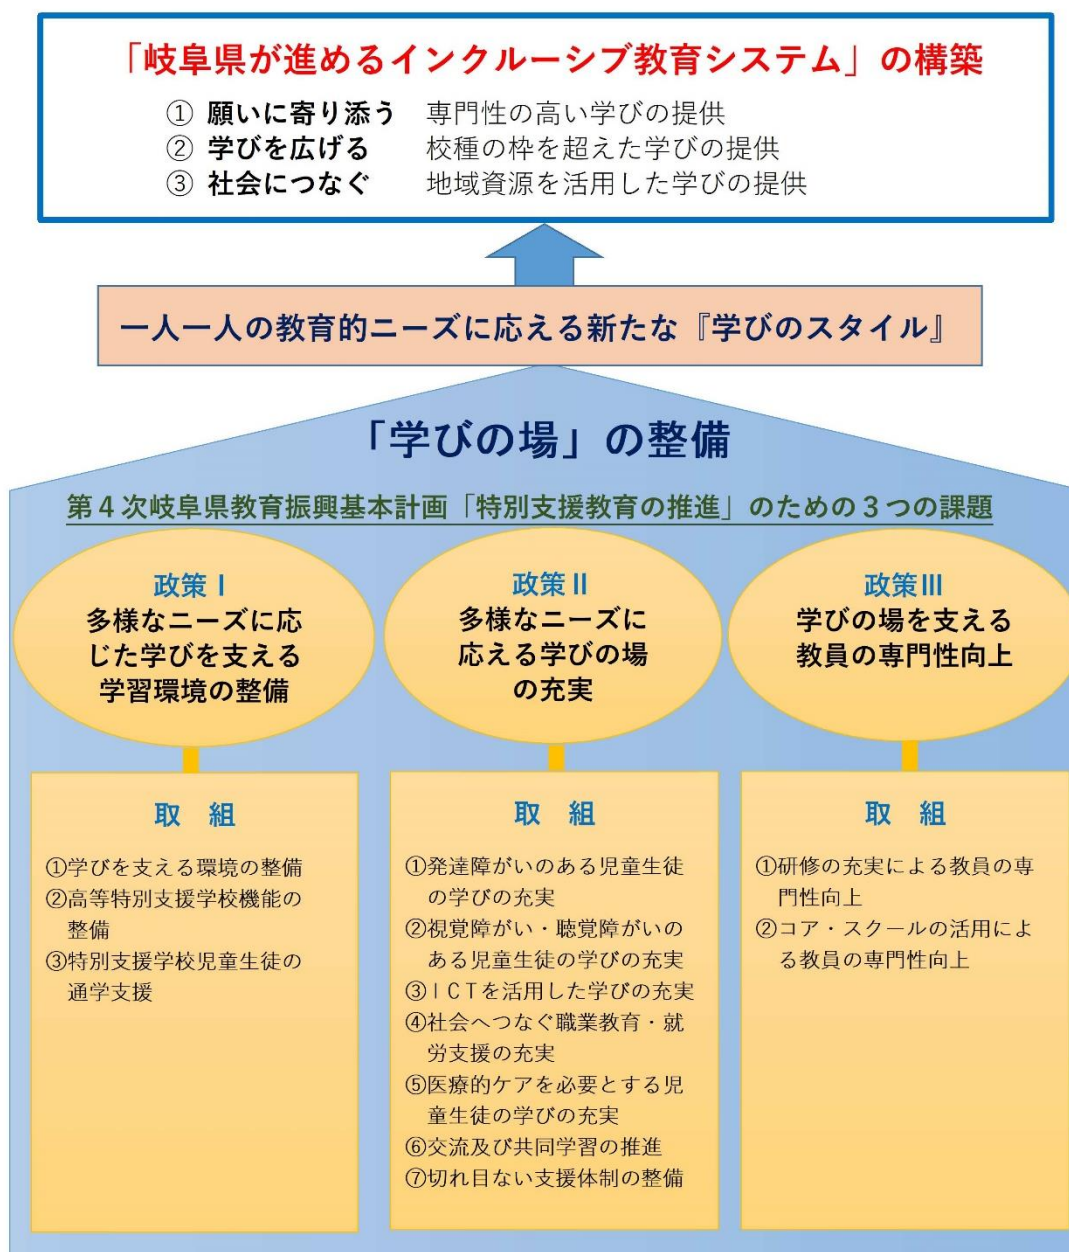 「岐阜県が進めるインクルーシブ教育システム」の構築
① 願いに寄り添う 専門性の高い学びの提供
② 学びを広げる 校種の枠を超えた学びの提供
③ 社会につなぐ 地域資源を活用した学びの提供
一人一人の教育的ニーズに応える新たな『学びのスタイル』
「学びの場」の整備
第４次岐阜県教育振興基本計画「特別支援教育の推進」のための３つの課題
政策Ⅰ
多様なニーズに応
じた学びを支える
学習環境の整備
取 組
①学びを支える環境の整備
②高等特別支援学校機能の
整備
③特別支援学校児童生徒の
通学支援
政策Ⅱ
多様なニーズに
応える学びの場
の充実
取 組
①発達障がいのある児童生徒
の学びの充実
②視覚障がい・聴覚障がいの
ある児童生徒の学びの充実
③ＩＣＴを活用した学びの充実
④社会へつなぐ職業教育・就
労支援の充実
⑤医療的ケアを必要とする児
童生徒の学びの充実
⑥交流及び共同学習の推進
⑦切れ目ない支援体制の整備
政策Ⅲ
学びの場を支える
教員の専門性向上
取 組
①研修の充実による教員の専
門性向上
②コア・スクールの活用によ
る教員の専門性向上